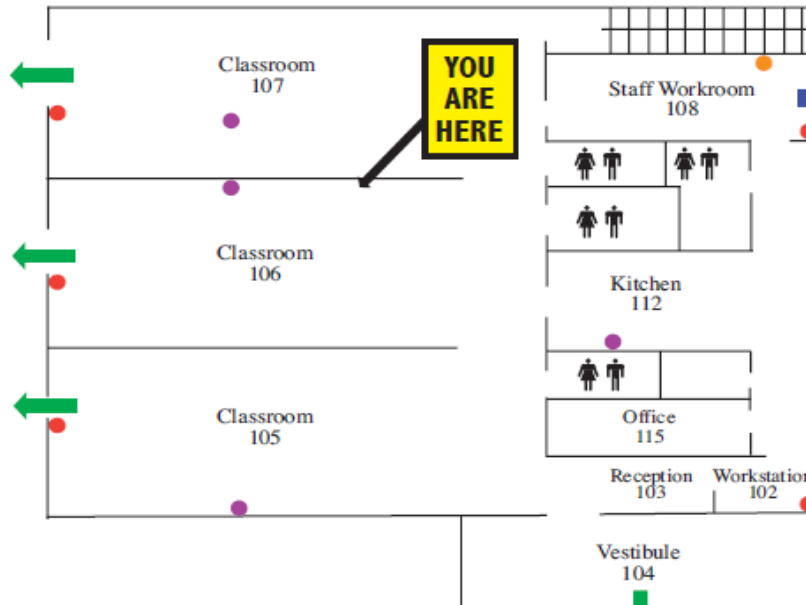 Classroom
107
YOU
ARE
HERE
Staff Workroom
108
Classroom
106
Kitchen
112
Classroom
105
Office
115
Reception
103
Workstation
102
Vestibule
104